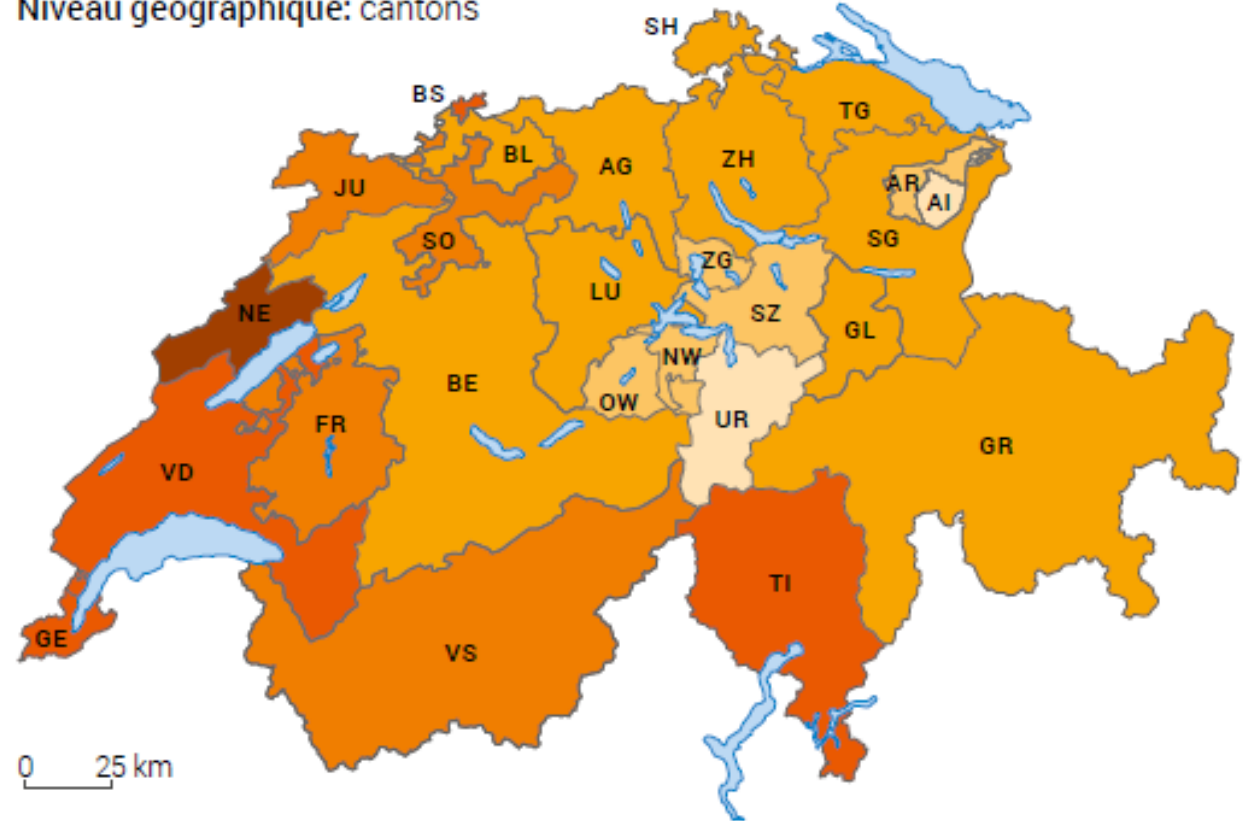 Niveau géographique: cantons
SH
BS
TG
BL
ZH
AG
JU
AR
AI
SO
SG
ZG
LU
NE
SZ
GL
NW
BE
OW
UR
FR
GR
VD
TI
GE
VS
0 25 km